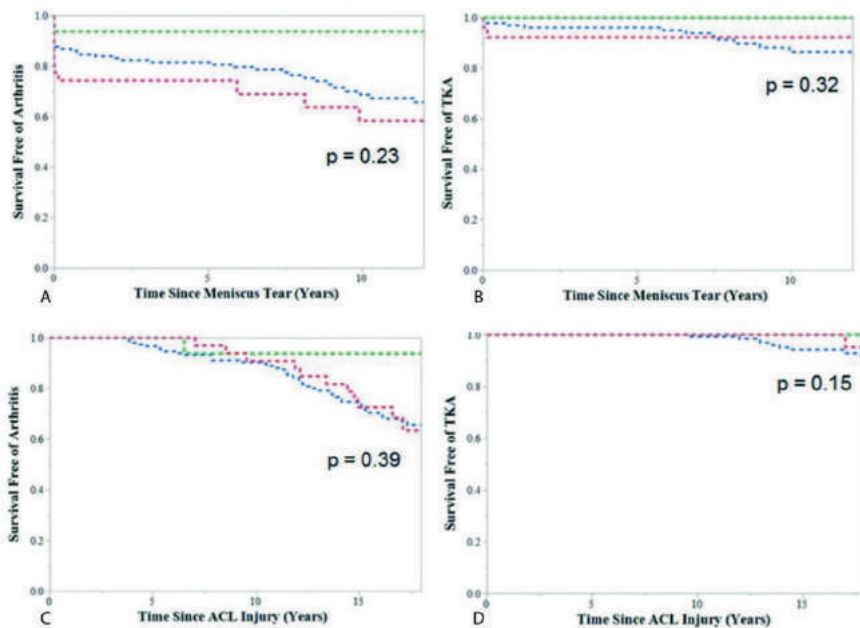 Survival Free of Arthritis
1.0
0.8
0.6
0.4
0.2
0.0
p = 0.23
0
5
10
A
Time Since Meniscus Tear (Years)
Survival Free of TKA
1.0
0.8
0.6
0.4
0.2
0.0
p = 0.32
0
5
10
B
Time Since Meniscus Tear (Years)
Survival Free of Arthritis
1.0
0.8
0.6
0.4
0.2
0.0
p = 0.39
0
5
10
15
C
Time Since ACL Injury (Years)
Survival Free of TKA
1.0
0.8
0.6
0.4
0.2
0.0
p = 0.15
0
5
10
15
D
Time Since ACL Injury (Years)